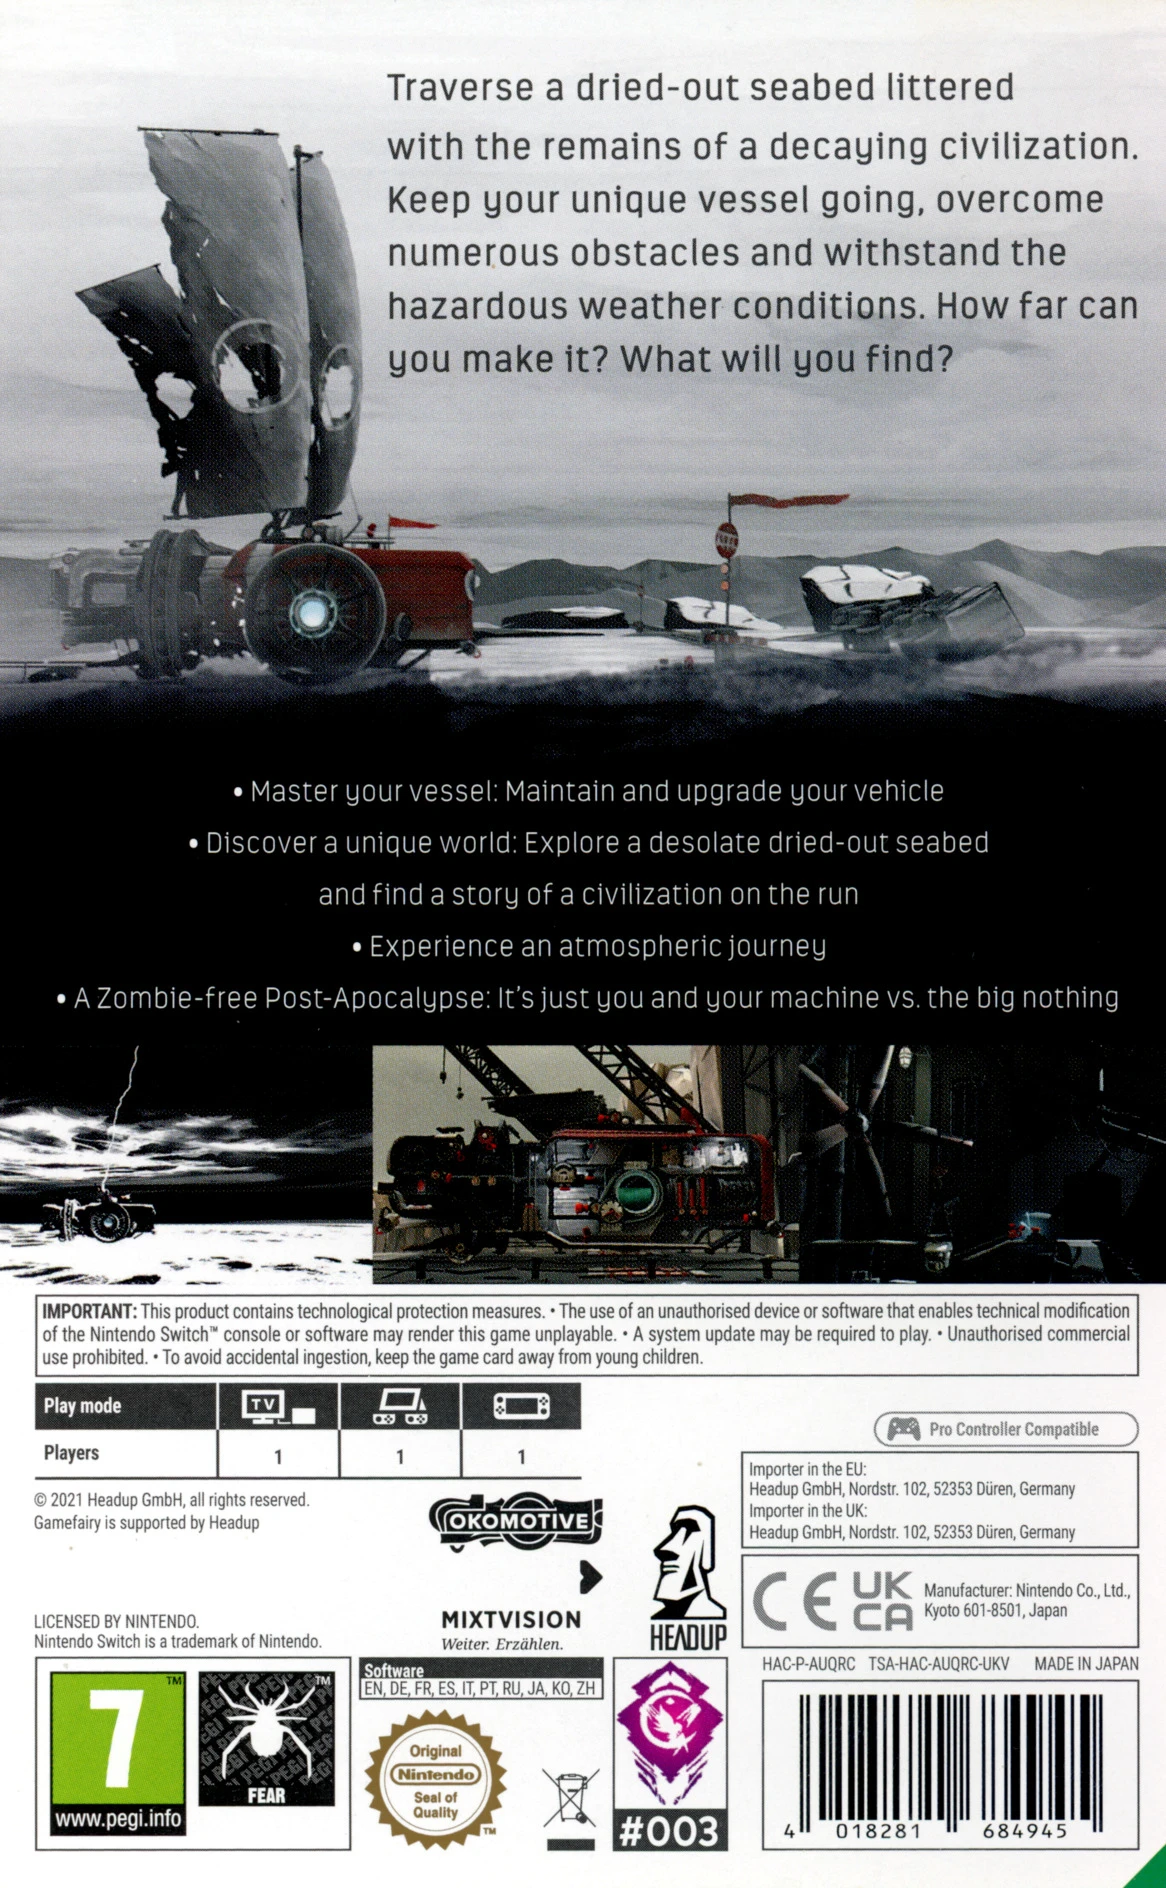 Traverse a dried-out seabed littered
with the remains of a decaying civilization.
Keep your unique vessel going, overcome
numerous obstacles and withstand the
hazardous weather conditions. How far can
you make it? What will you find?
• Master your vessel: Maintain and upgrade your vehicle
• Discover a unique world: Explore a desolate dried-out seabed
and find a story of a civilization on the run
• Experience an atmospheric journey
• A Zombie-free Post-Apocalypse: It's just you and your machine vs. the big nothing
IMPORTANT: This product contains technological protection measures. • The use of an unauthorised device or software that enables technical modification
of the Nintendo Switch™ console or software may render this game unplayable. • A system update may be required to play. • Unauthorised commercial
use prohibited. • To avoid accidental ingestion, keep the game card away from young children.
Play mode
TV
Players 1 1 1
Pro Controller Compatible
Importer in the EU:
Headup GmbH, Nordstr. 102, 52353 Düren, Germany
Importer in the UK:
Headup GmbH, Nordstr. 102, 52353 Düren, Germany
© 2021 Headup GmbH, all rights reserved.
Gamefairy is supported by Headup
OKOMOTIVE
MIXTVISION
Weiter. Erzählen.
HEADUP
CE UK
CA
Manufacturer: Nintendo Co., Ltd.,
Kyoto 601-8501, Japan
LICENSED BY NINTENDO.
Nintendo Switch is a trademark of Nintendo.
HAC-P-AUQRC TSA-HAC-AUQRC-UKV MADE IN JAPAN
7
™
www.pegi.info
™
FEAR
Software
EN, DE, FR, ES, IT, PT, RU, JA, KO, ZH
Original
Nintendo
Seal of
Quality
™
#003
4 018281 684945